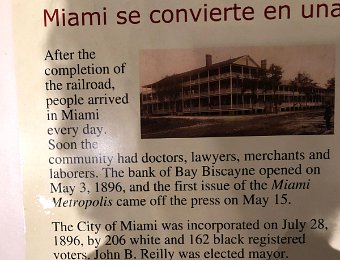 Miami se convierte en una
After the
completion of
the railroad,
people arrived
in Miami
every day.
Soon the
community had doctors, lawyers, merchants and
laborers. The bank of Bay Biscayne opened on
May 3, 1896, and the first issue of the Miami
Metropolis came off the press on May 15.
The City of Miami was incorporated on July 28,
1896, by 206 white and 162 black registered
voters. John B. Reilly was elected mayor.